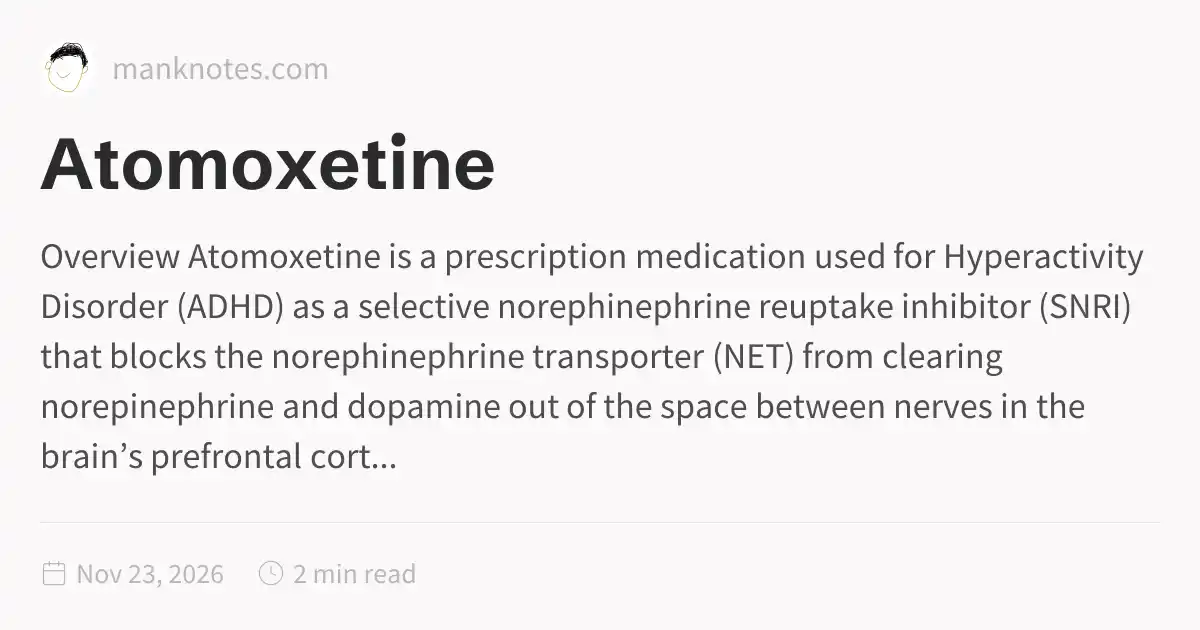 manknotes.com
Atomoxetine
Overview Atomoxetine is a prescription medication used for Hyperactivity
Disorder (ADHD) as a selective norephinephrine reuptake inhibitor (SNRI)
that blocks the norephinephrine transporter (NET) from clearing
norepinephrine and dopamine out of the space between nerves in the
brain’s prefrontal cort...
Nov 23, 2026 2 min read